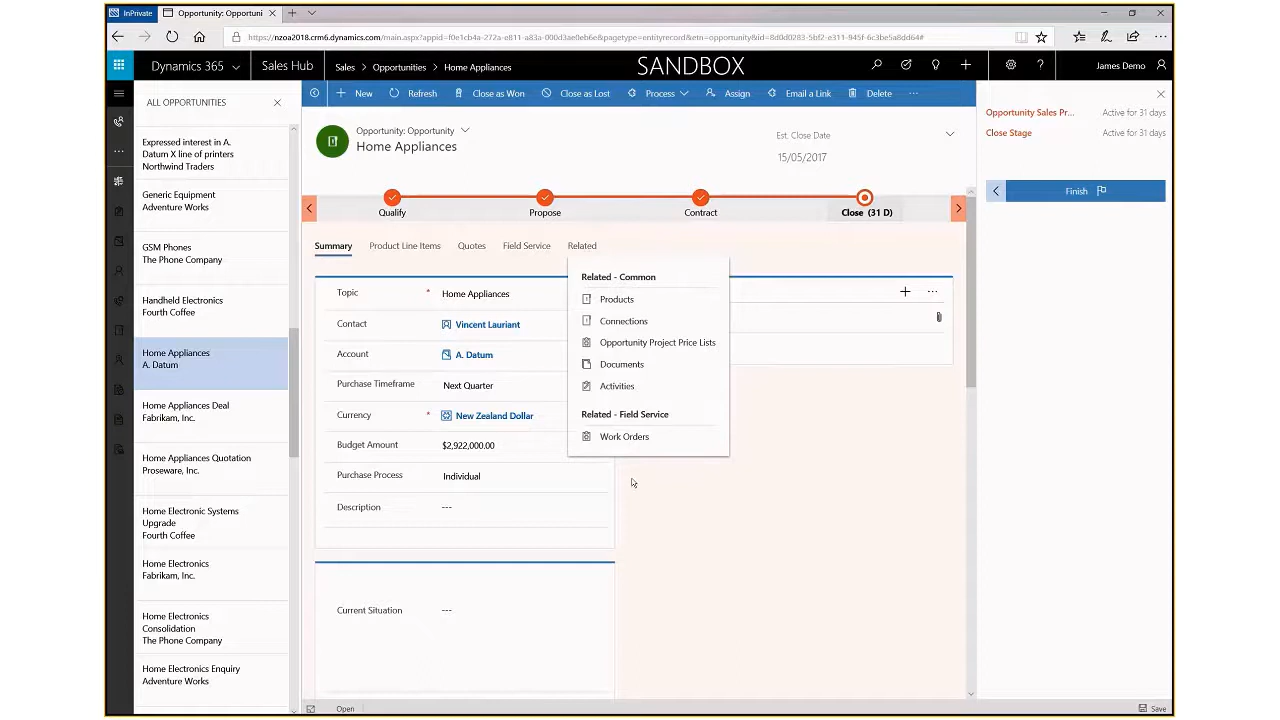 InPrivate
Opportunity: Opportuni
https://nzoa2018.crm6.dynamics.com/main.aspx?appid=f0e1cb4a-272a-e811-a83a-000d3ae0eb6e&pagetype=entityrecord&etn=opportunity&id=8d0d0283-5bf2-e311-945f-6c3be5a8dd64#
Dynamics 365
Sales Hub
Sales > Opportunities > Home Appliances
SANDBOX
James Demo
ALL OPPORTUNITIES
New
Refresh
Close as Won
Close as Lost
Process
Assign
Email a Link
Delete
Expressed interest in A.
Datum X line of printers
Northwind Traders
Generic Equipment
Adventure Works
GSM Phones
The Phone Company
Handheld Electronics
Fourth Coffee
Home Appliances
A. Datum
Home Appliances Deal
Fabrikam, Inc.
Home Appliances Quotation
Proseware, Inc.
Home Electronic Systems
Upgrade
Fourth Coffee
Home Electronics
Fabrikam, Inc.
Home Electronics
Consolidation
The Phone Company
Home Electronics Enquiry
Adventure Works
Opportunity: Opportunity
Home Appliances
Est. Close Date
15/05/2017
Qualify
Propose
Contract
Close (31 D)
Summary
Product Line Items
Quotes
Field Service
Related
Topic * Home Appliances
Contact Vincent Lauriant
Account A. Datum
Purchase Timeframe Next Quarter
Currency * New Zealand Dollar
Budget Amount $2,922,000.00
Purchase Process Individual
Description ---
Current Situation ---
Related - Common
Products
Connections
Opportunity Project Price Lists
Documents
Activities
Related - Field Service
Work Orders
Opportunity Sales Pr... Active for 31 days
Close Stage Active for 31 days
Finish
Open
Save